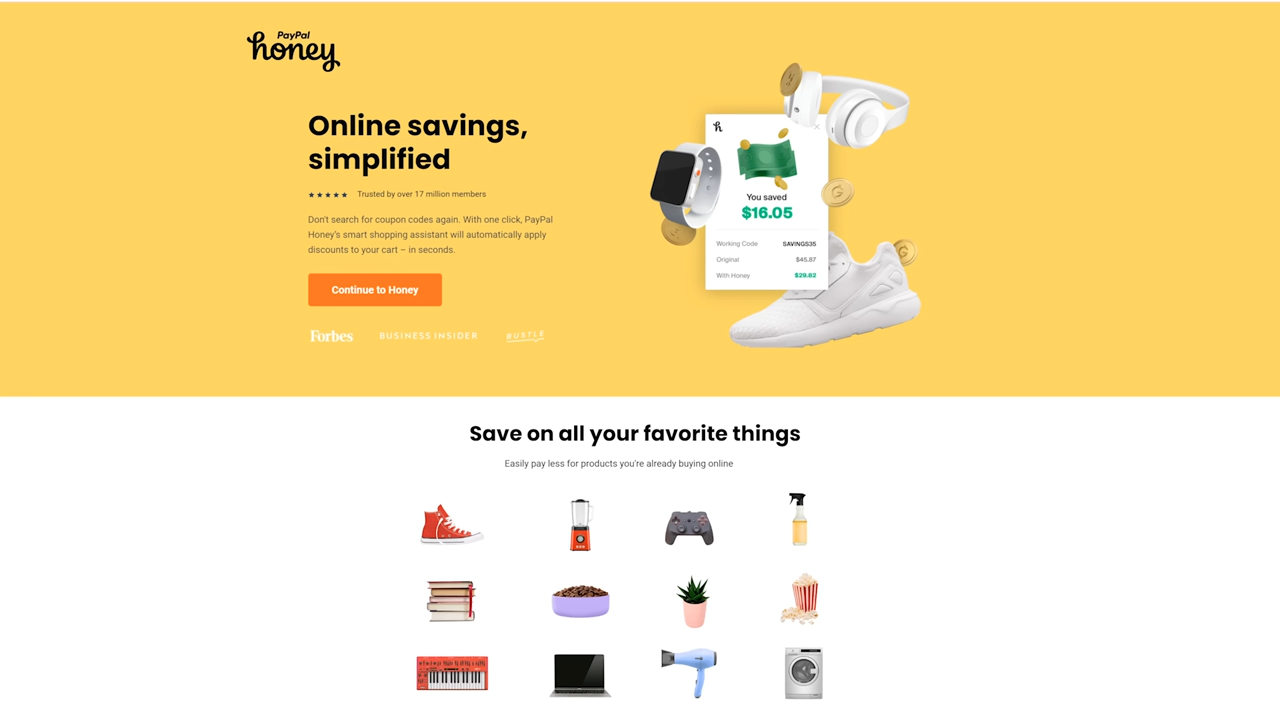 PayPal
honey
Online savings,
simplified
Trusted by over 17 million members
Don't search for coupon codes again. With one click, PayPal
Honey's smart shopping assistant will automatically apply
discounts to your cart – in seconds.
Continue to Honey
Forbes
BUSINESS INSIDER
BUSTLE
h
You saved
$16.05
Working Code SAVINGS35
Original $45.87
With Honey $29.82
Save on all your favorite things
Easily pay less for products you're already buying online